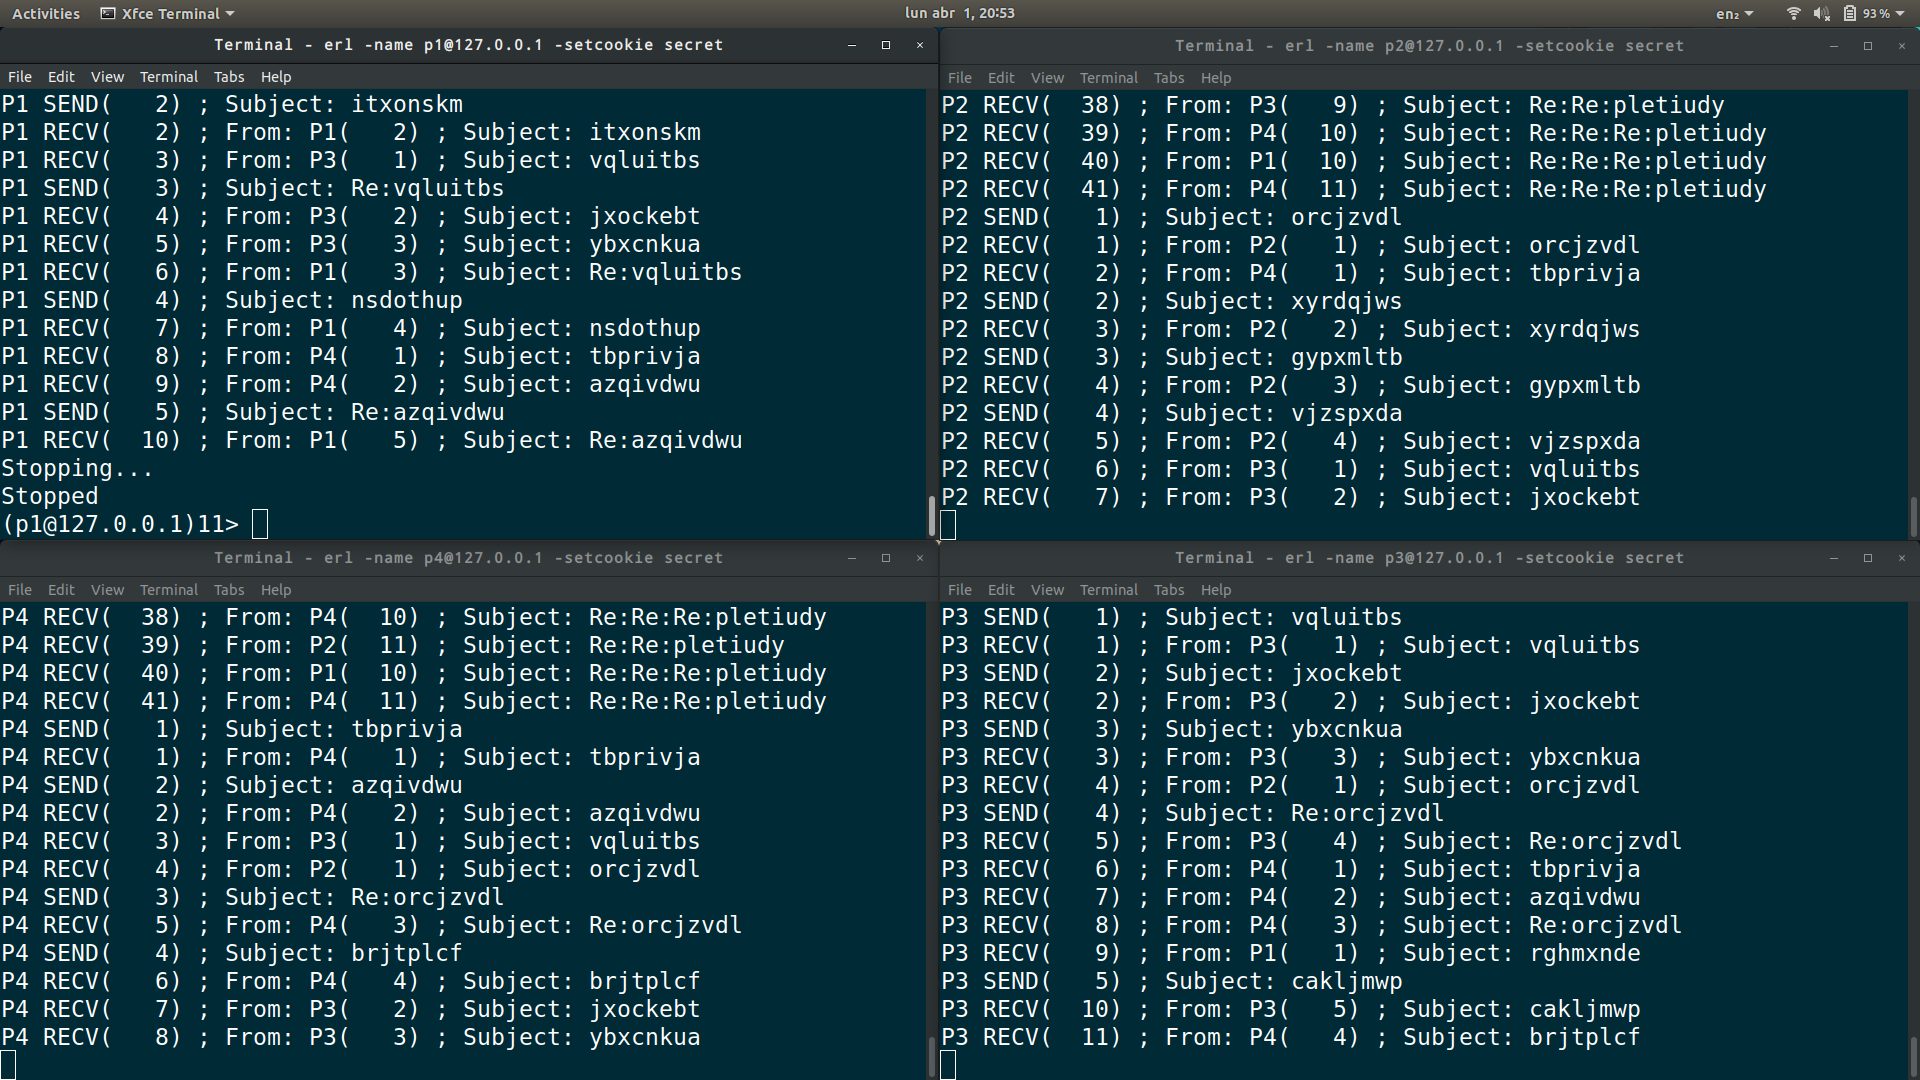 Activities Xfce Terminal lun abr 1, 20:53 en₂ 93 %
Terminal - erl -name p1@127.0.0.1 -setcookie secret
File Edit View Terminal Tabs Help
P1 SEND(   2) ; Subject: itxonskm
P1 RECV(   2) ; From: P1(   2) ; Subject: itxonskm
P1 RECV(   3) ; From: P3(   1) ; Subject: vqluitbs
P1 SEND(   3) ; Subject: Re:vqluitbs
P1 RECV(   4) ; From: P3(   2) ; Subject: jxockebt
P1 RECV(   5) ; From: P3(   3) ; Subject: ybxcnkua
P1 RECV(   6) ; From: P1(   3) ; Subject: Re:vqluitbs
P1 SEND(   4) ; Subject: nsdothup
P1 RECV(   7) ; From: P1(   4) ; Subject: nsdothup
P1 RECV(   8) ; From: P4(   1) ; Subject: tbprivja
P1 RECV(   9) ; From: P4(   2) ; Subject: azqivdwu
P1 SEND(   5) ; Subject: Re:azqivdwu
P1 RECV(  10) ; From: P1(   5) ; Subject: Re:azqivdwu
Stopping...
Stopped
(p1@127.0.0.1)11>
Terminal - erl -name p2@127.0.0.1 -setcookie secret
File Edit View Terminal Tabs Help
P2 RECV(  38) ; From: P3(   9) ; Subject: Re:Re:pletiudy
P2 RECV(  39) ; From: P4(  10) ; Subject: Re:Re:Re:pletiudy
P2 RECV(  40) ; From: P1(  10) ; Subject: Re:Re:Re:pletiudy
P2 RECV(  41) ; From: P4(  11) ; Subject: Re:Re:Re:pletiudy
P2 SEND(   1) ; Subject: orcjzvdl
P2 RECV(   1) ; From: P2(   1) ; Subject: orcjzvdl
P2 RECV(   2) ; From: P4(   1) ; Subject: tbprivja
P2 SEND(   2) ; Subject: xyrdqjws
P2 RECV(   3) ; From: P2(   2) ; Subject: xyrdqjws
P2 SEND(   3) ; Subject: gypxmltb
P2 RECV(   4) ; From: P2(   3) ; Subject: gypxmltb
P2 SEND(   4) ; Subject: vjzspxda
P2 RECV(   5) ; From: P2(   4) ; Subject: vjzspxda
P2 RECV(   6) ; From: P3(   1) ; Subject: vqluitbs
P2 RECV(   7) ; From: P3(   2) ; Subject: jxockebt
Terminal - erl -name p4@127.0.0.1 -setcookie secret
File Edit View Terminal Tabs Help
P4 RECV(  38) ; From: P4(  10) ; Subject: Re:Re:Re:pletiudy
P4 RECV(  39) ; From: P2(  11) ; Subject: Re:Re:pletiudy
P4 RECV(  40) ; From: P1(  10) ; Subject: Re:Re:Re:pletiudy
P4 RECV(  41) ; From: P4(  11) ; Subject: Re:Re:Re:pletiudy
P4 SEND(   1) ; Subject: tbprivja
P4 RECV(   1) ; From: P4(   1) ; Subject: tbprivja
P4 SEND(   2) ; Subject: azqivdwu
P4 RECV(   2) ; From: P4(   2) ; Subject: azqivdwu
P4 RECV(   3) ; From: P3(   1) ; Subject: vqluitbs
P4 RECV(   4) ; From: P2(   1) ; Subject: orcjzvdl
P4 SEND(   3) ; Subject: Re:orcjzvdl
P4 RECV(   5) ; From: P4(   3) ; Subject: Re:orcjzvdl
P4 SEND(   4) ; Subject: brjtplcf
P4 RECV(   6) ; From: P4(   4) ; Subject: brjtplcf
P4 RECV(   7) ; From: P3(   2) ; Subject: jxockebt
P4 RECV(   8) ; From: P3(   3) ; Subject: ybxcnkua
Terminal - erl -name p3@127.0.0.1 -setcookie secret
File Edit View Terminal Tabs Help
P3 SEND(   1) ; Subject: vqluitbs
P3 RECV(   1) ; From: P3(   1) ; Subject: vqluitbs
P3 SEND(   2) ; Subject: jxockebt
P3 RECV(   2) ; From: P3(   2) ; Subject: jxockebt
P3 SEND(   3) ; Subject: ybxcnkua
P3 RECV(   3) ; From: P3(   3) ; Subject: ybxcnkua
P3 RECV(   4) ; From: P2(   1) ; Subject: orcjzvdl
P3 SEND(   4) ; Subject: Re:orcjzvdl
P3 RECV(   5) ; From: P3(   4) ; Subject: Re:orcjzvdl
P3 RECV(   6) ; From: P4(   1) ; Subject: tbprivja
P3 RECV(   7) ; From: P4(   2) ; Subject: azqivdwu
P3 RECV(   8) ; From: P4(   3) ; Subject: Re:orcjzvdl
P3 RECV(   9) ; From: P1(   1) ; Subject: rghmxnde
P3 SEND(   5) ; Subject: cakljmwp
P3 RECV(  10) ; From: P3(   5) ; Subject: cakljmwp
P3 RECV(  11) ; From: P4(   4) ; Subject: brjtplcf